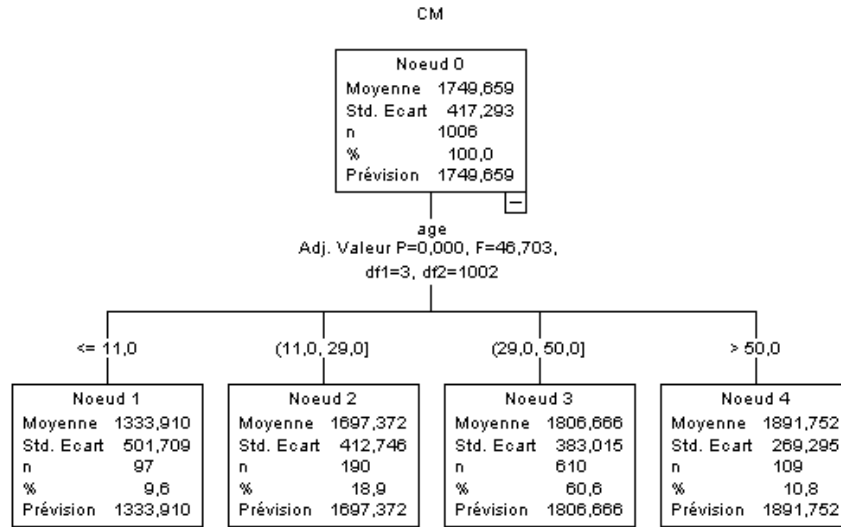 CM
Noeud 0
Moyenne 1749,659
Std. Ecart 417,293
n 1006
% 100,0
Prévision 1749,659
age
Adj. Valeur P=0,000, F=46,703,
df1=3, df2=1002
<= 11,0
(11,0, 29,0]
(29,0, 50,0]
> 50,0
Noeud 1
Moyenne 1333,910
Std. Ecart 501,709
n 97
% 9,6
Prévision 1333,910
Noeud 2
Moyenne 1697,372
Std. Ecart 412,746
n 190
% 18,9
Prévision 1697,372
Noeud 3
Moyenne 1806,666
Std. Ecart 383,015
n 610
% 60,6
Prévision 1806,666
Noeud 4
Moyenne 1891,752
Std. Ecart 269,295
n 109
% 10,8
Prévision 1891,752